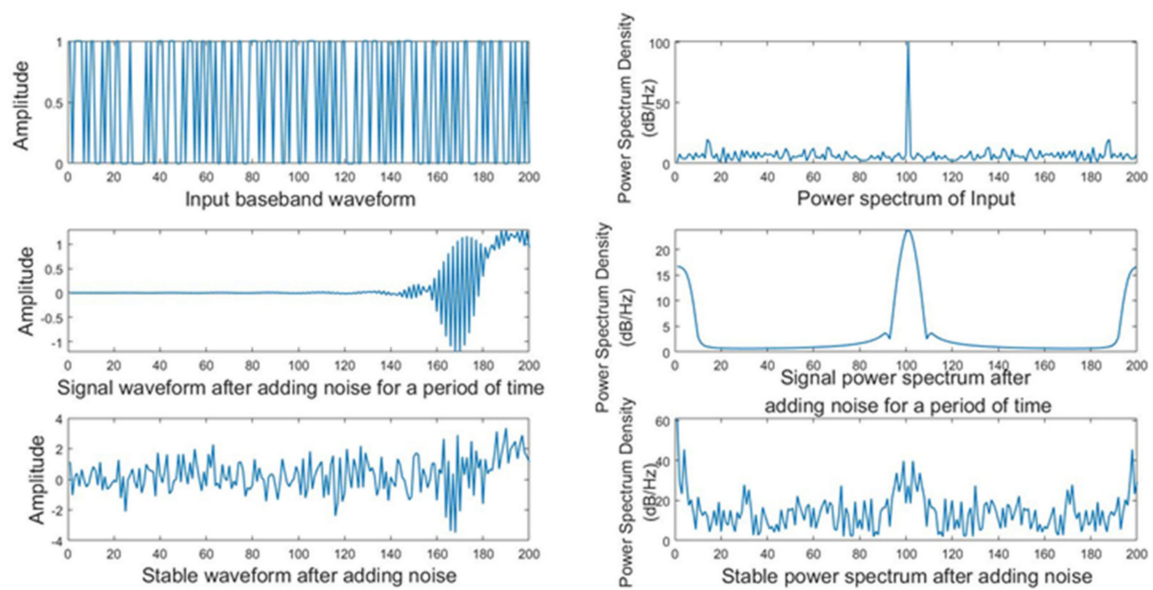 Amplitude
1
0.5
0
0 20 40 60 80 100 120 140 160 180 200
Input baseband waveform
Power Spectrum Density
(dB/Hz)
100
50
0
0 20 40 60 80 100 120 140 160 180 200
Power spectrum of Input
Amplitude
1
0.5
0
-0.5
-1
0 20 40 60 80 100 120 140 160 180 200
Signal waveform after adding noise for a period of time
Power Spectrum Density
(dB/Hz)
20
15
10
5
0
0 20 40 60 80 100 120 140 160 180 200
Signal power spectrum after
adding noise for a period of time
Amplitude
4
2
0
-2
-4
0 20 40 60 80 100 120 140 160 180 200
Stable waveform after adding noise
Power Spectrum Density
(dB/Hz)
60
40
20
0
0 20 40 60 80 100 120 140 160 180 200
Stable power spectrum after adding noise